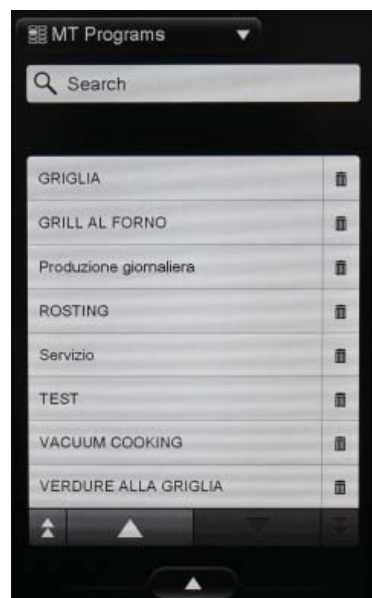 MT Programs
Search
GRIGLIA
GRILL AL FORNO
Produzione giornaliera
ROSTING
Servizio
TEST
VACUUM COOKING
VERDURE ALLA GRIGLIA